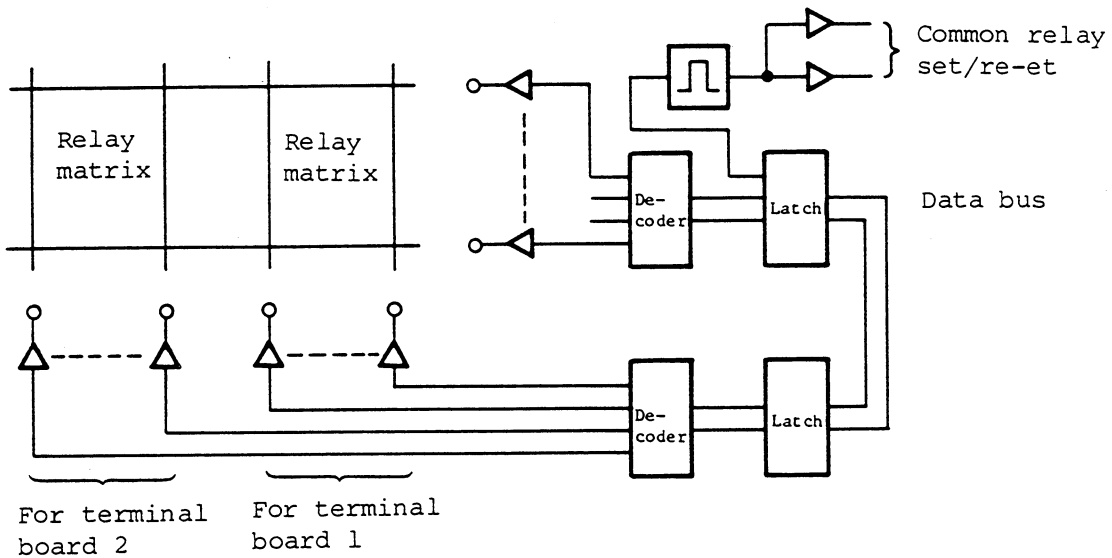 Common relay
set/re-et
Relay
matrix
Relay
matrix
De-
coder
Latch
Data bus
De-
coder
Latch
For terminal
board 2
For terminal
board 1